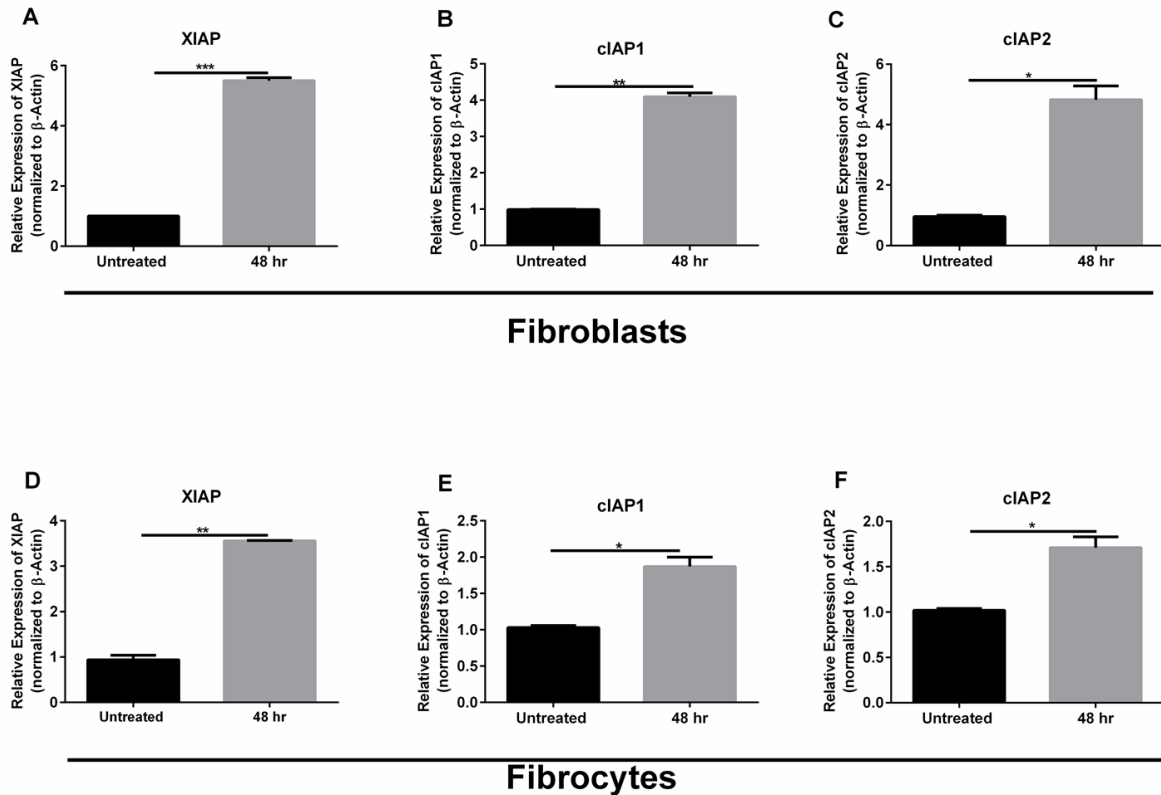 A
XIAP
Relative Expression of XIAP
(normalized to β-Actin)
6
4
2
0
***
Untreated
48 hr
B
cIAP1
Relative Expression of cIAP1
(normalized to β-Actin)
5
4
3
2
1
0
**
Untreated
48 hr
C
cIAP2
Relative Expression of cIAP2
(normalized to β-Actin)
6
4
2
0
*
Untreated
48 hr
Fibroblasts
D
XIAP
Relative Expression of XIAP
(normalized to β-Actin)
4
3
2
1
0
**
Untreated
48 hr
E
cIAP1
Relative Expression of cIAP1
(normalized to β-Actin)
2.5
2.0
1.5
1.0
0.5
0.0
*
Untreated
48 hr
F
cIAP2
Relative Expression of cIAP2
(normalized to β-Actin)
2.0
1.5
1.0
0.5
0.0
*
Untreated
48 hr
Fibrocytes